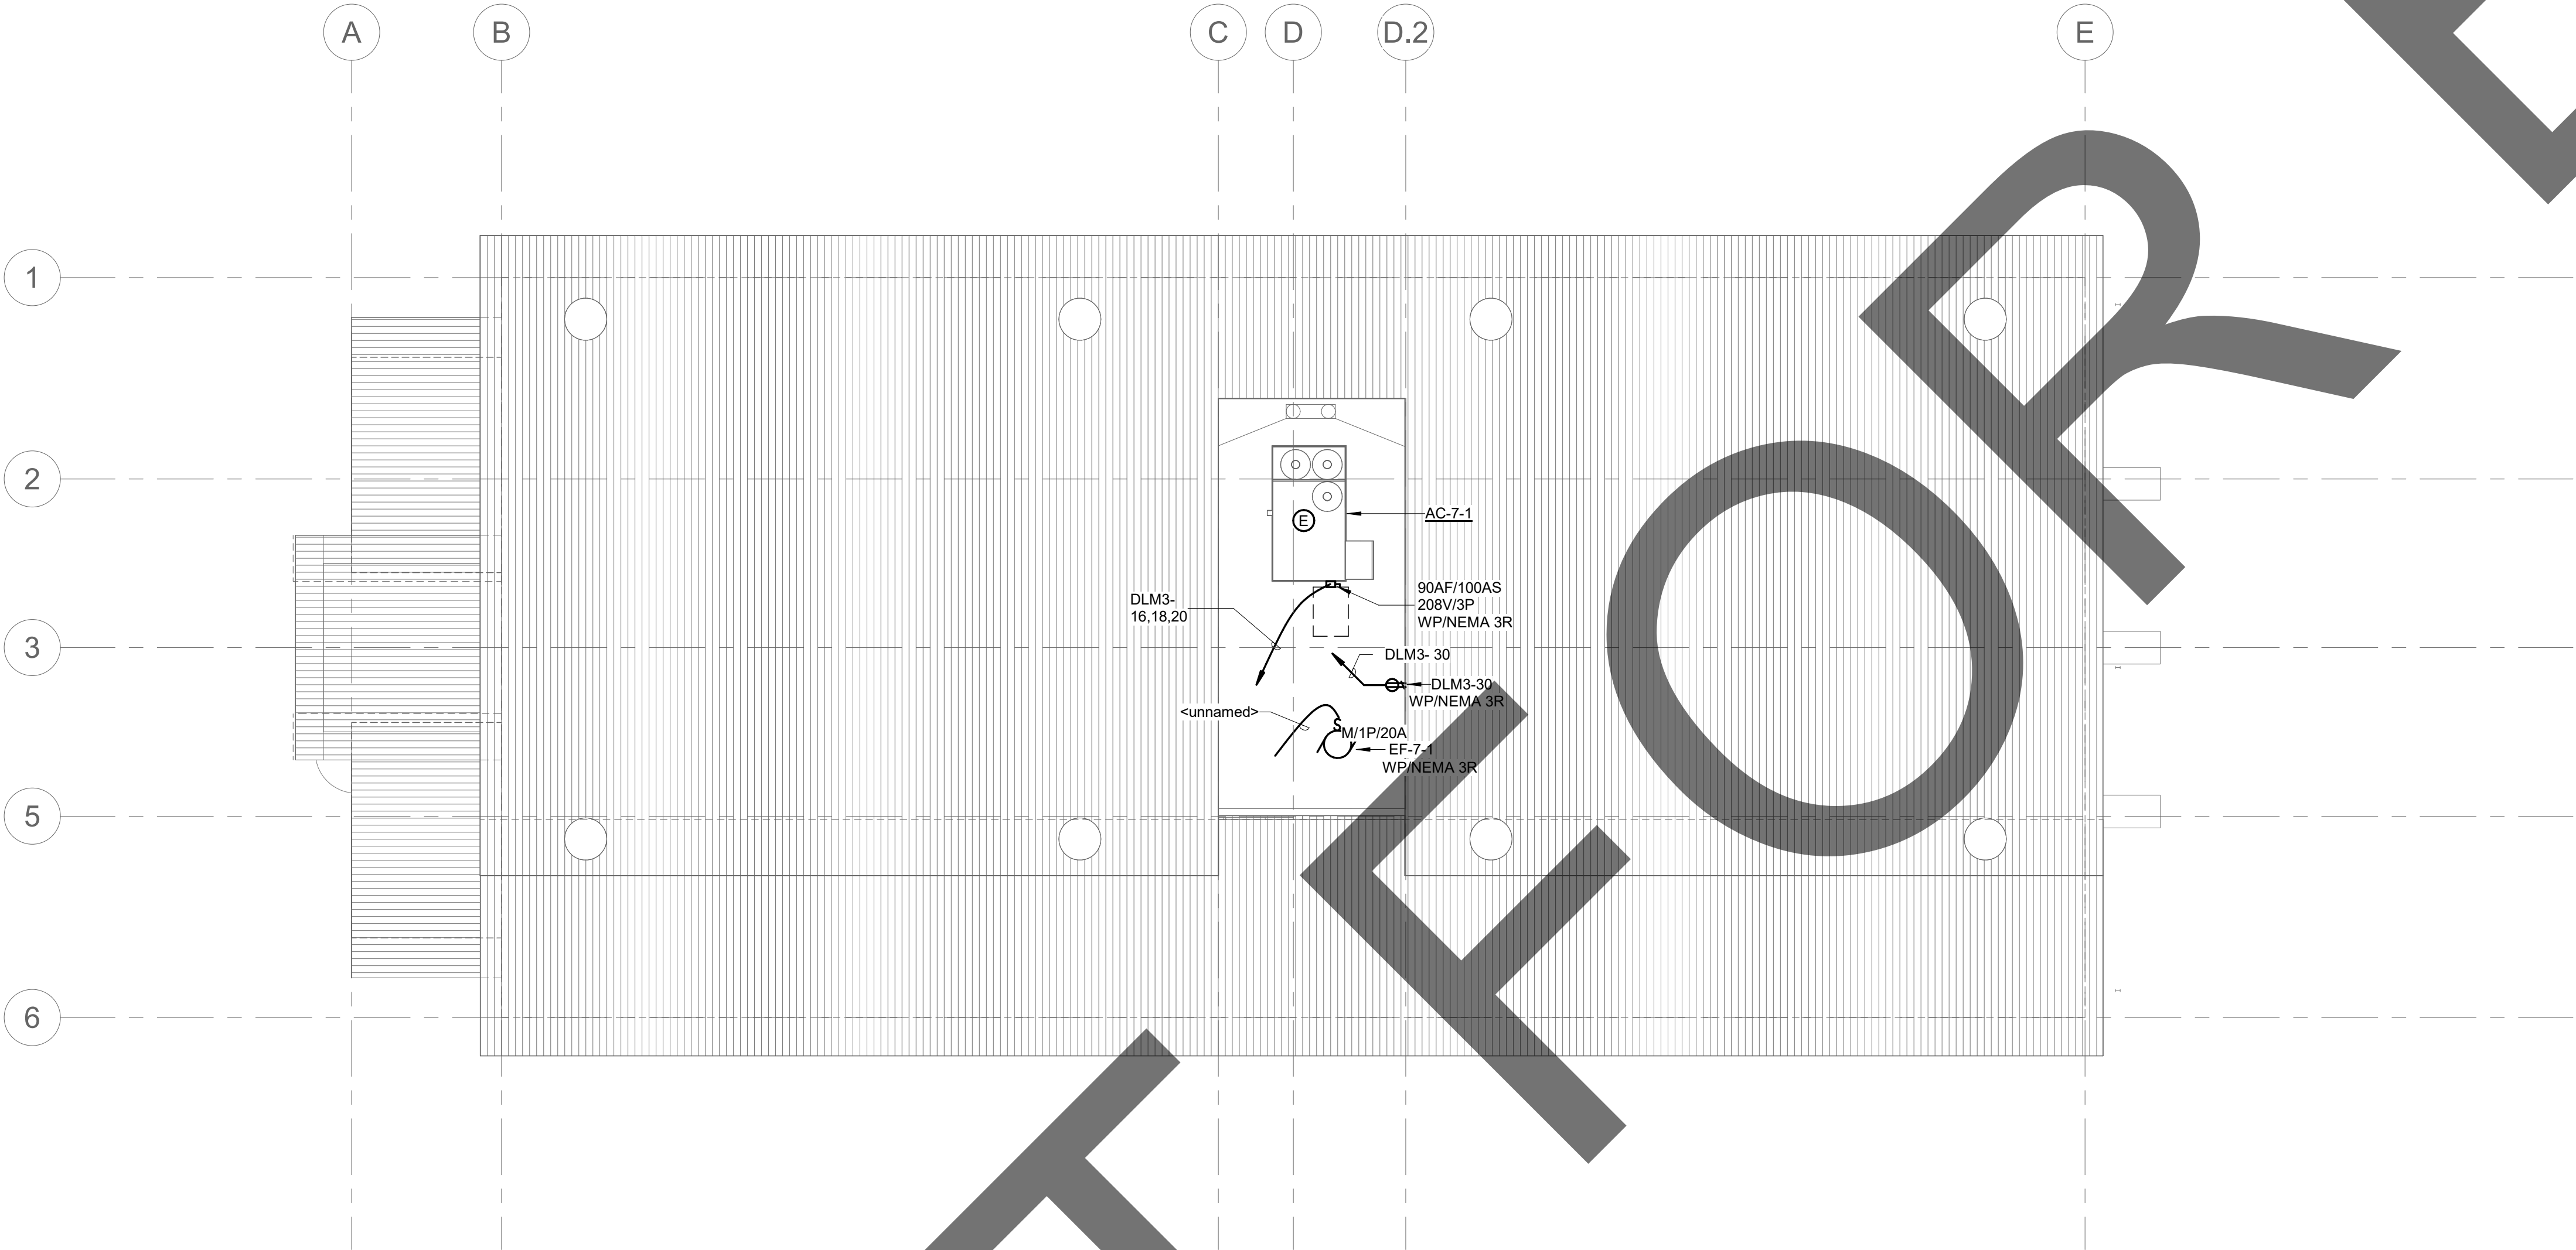 A
B
C
D
D.2
E
1
2
3
5
6
AC-7-1
E
90AF/100AS
208V/3P
WP/NEMA 3R
DLM3-
16,18,20
DLM3- 30
DLM3-30
WP/NEMA 3R
<unnamed>
S
M/1P/20A
EF-7-1
WP/NEMA 3R
FOR